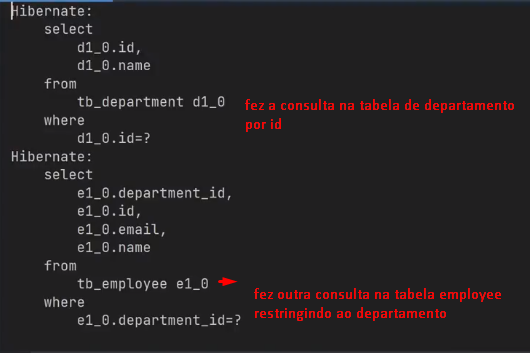 Hibernate:
select
d1_0.id,
d1_0.name
from
tb_department d1_0
fez a consulta na tabela de departamento
por id
where
d1_0.id=?
Hibernate:
select
e1_0.department_id,
e1_0.id,
e1_0.email,
e1_0.name
from
tb_employee e1_0
fez outra consulta na tabela employee
restringindo ao departamento
where
e1_0.department_id=?